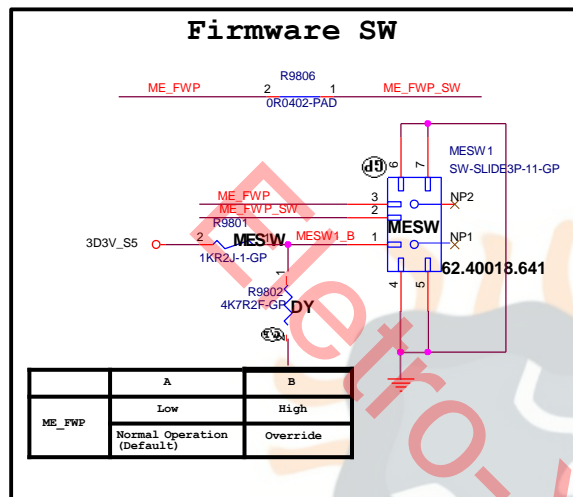 Firmware SW
R9806
ME_FWP 2 1 ME_FWP_SW
0R0402-PAD
MESW1
SW-SLIDE3P-11-GP
6 7
ME_FWP 3 NP2
ME_FWP_SW 2 MESW
R9801
3D3V_S5 2 MESW 1 MESW1_B 1 NP1
1KR2J-1-GP
62.40018.641
1 4 5
R9802
4K7R2F-GP DY
A B
ME_FWP Low High
Normal Operation Override
(Default)